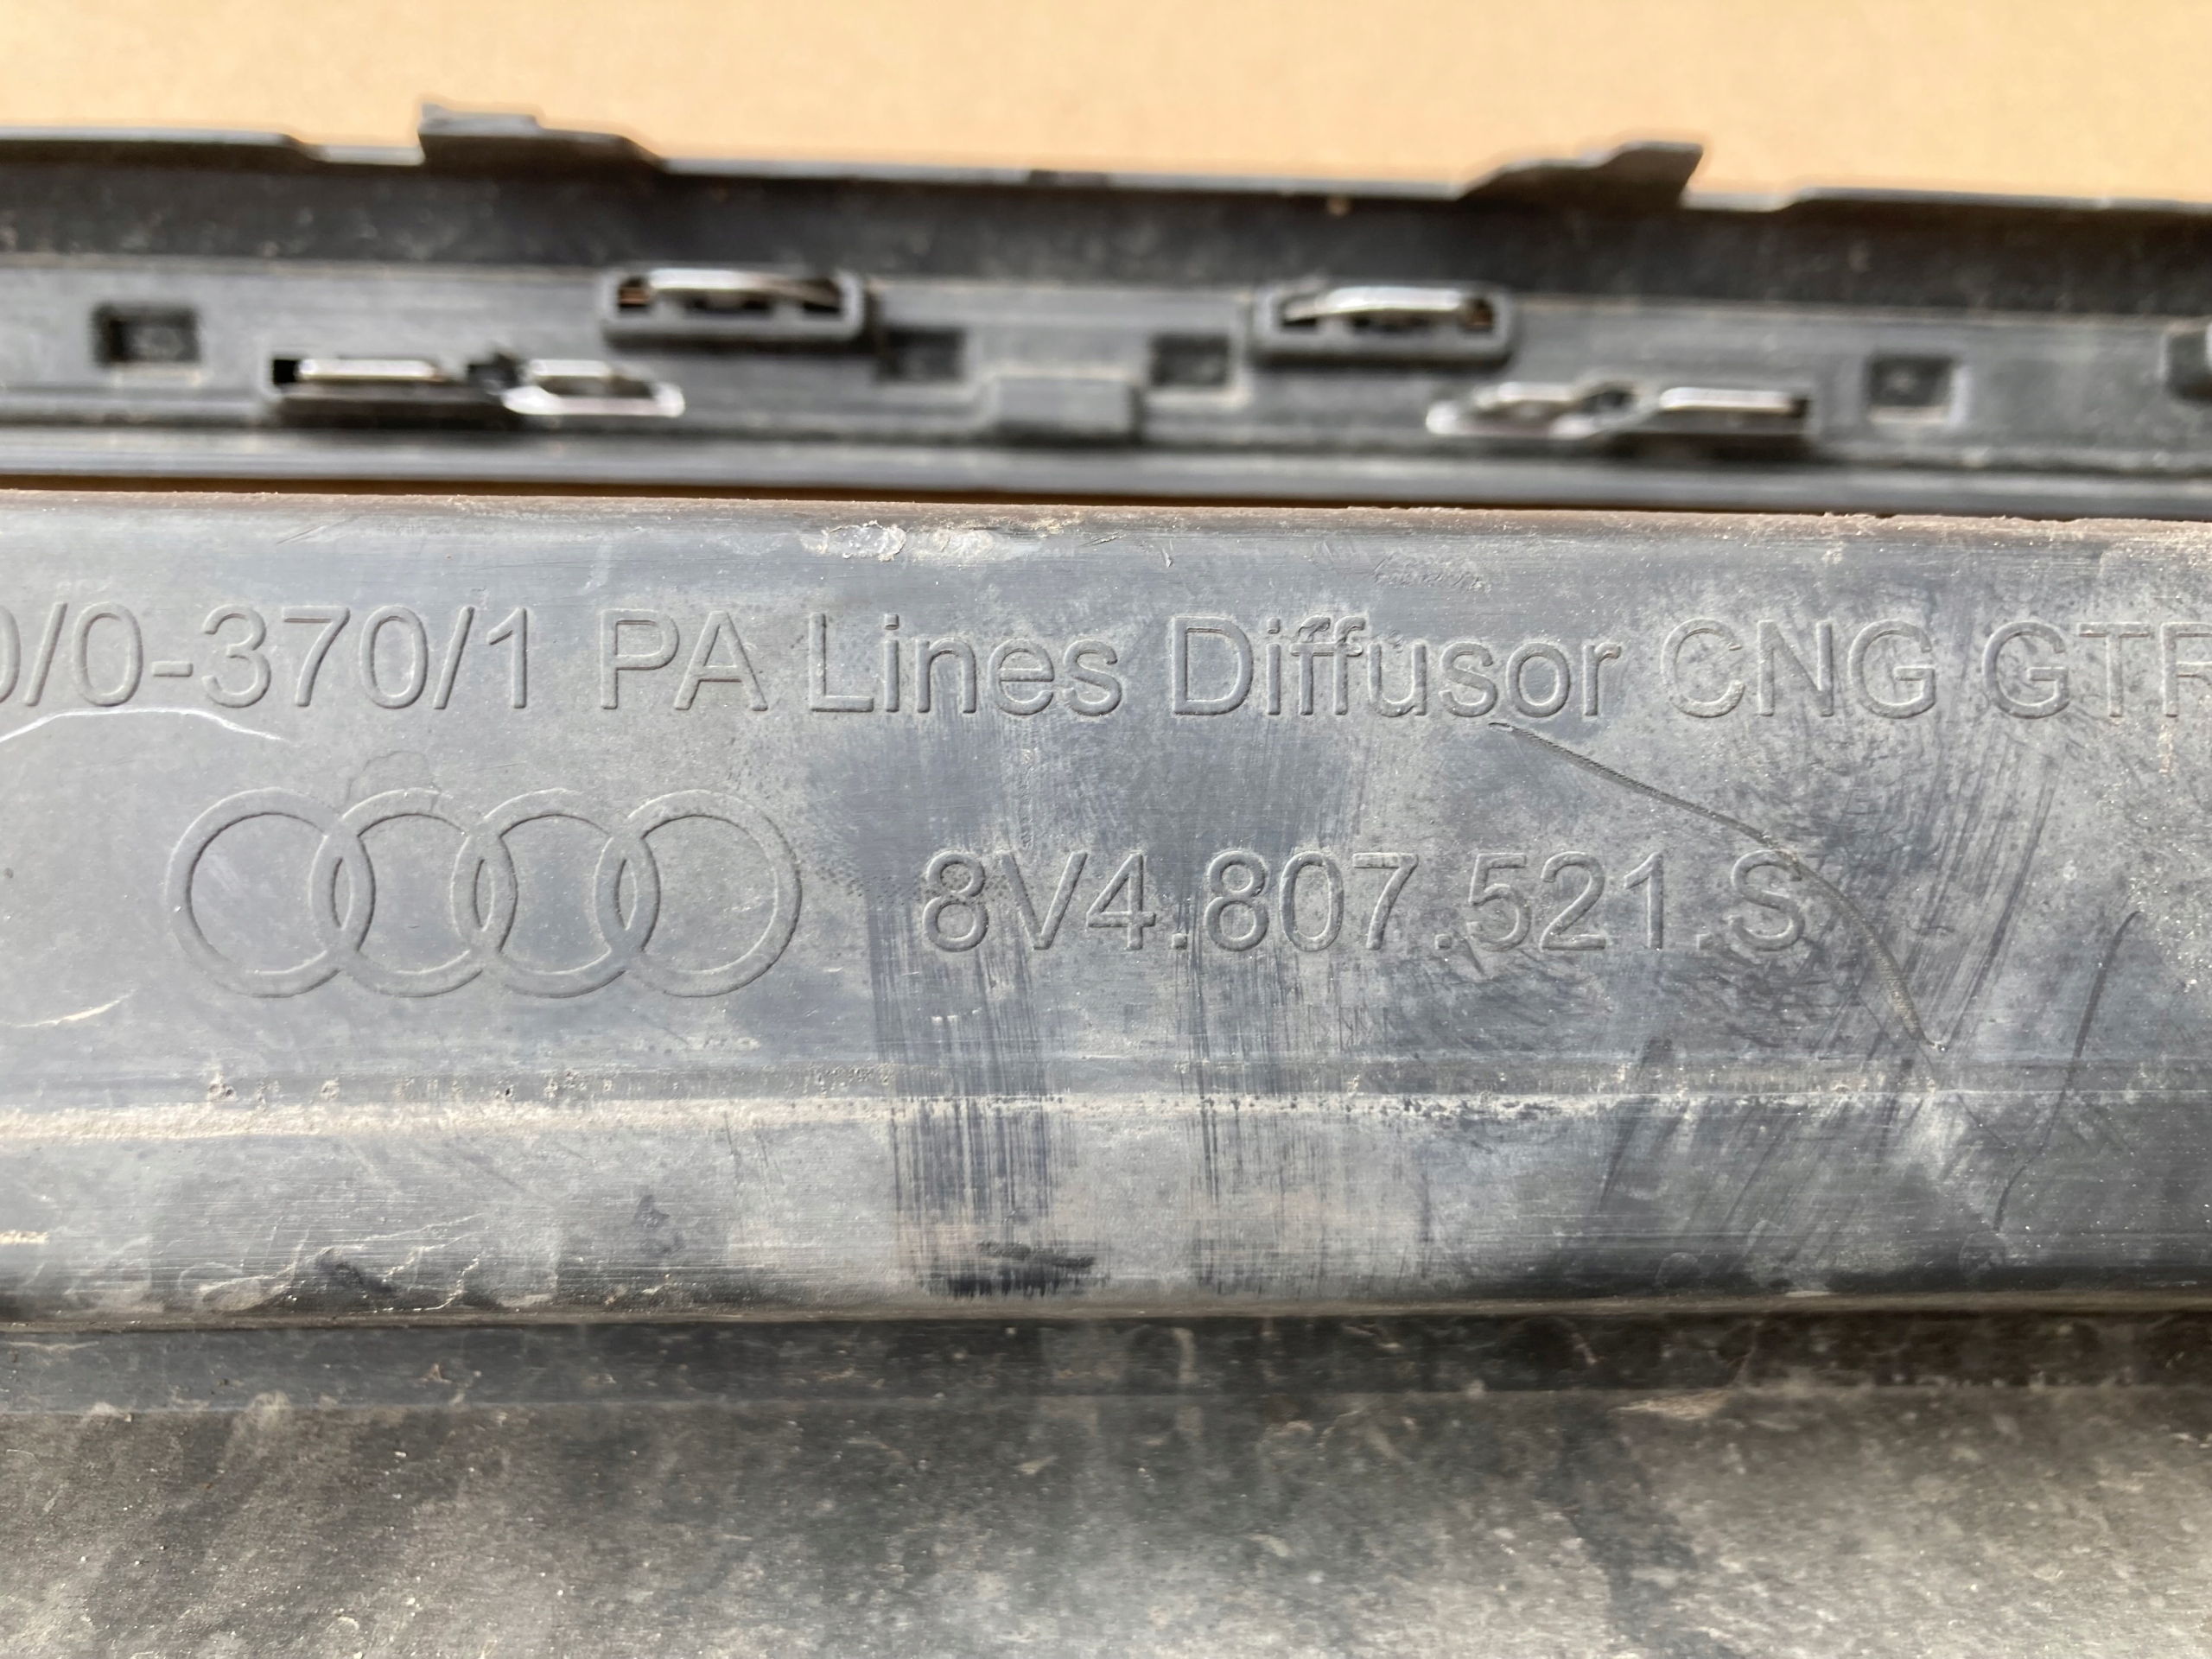 0/0-370/1 PA Lines Diffusor CNG GTR
8V4.807.521.S